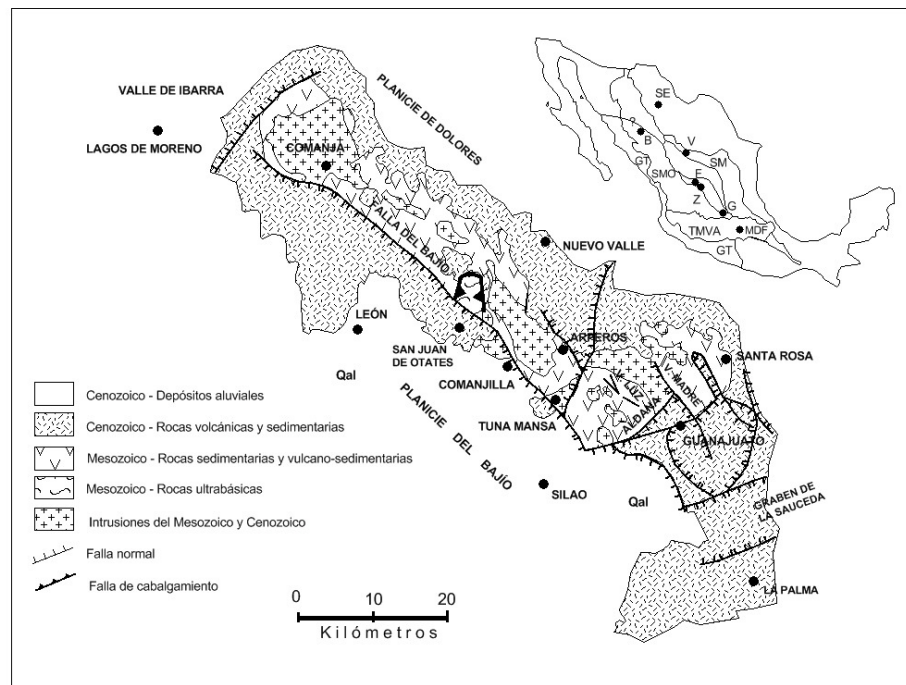 VALLE DE IBARRA
LAGOS DE MORENO
COMANJA
PLANICIE DE DOLORES
FALLA DEL BAJÍO
NUEVO VALLE
LEÓN
SAN JUAN
DE OTATES
ARPEROS
SANTA ROSA
Qal
COMANJILLA
LUZ
ALDANA
V. MADRE
TUNA MANSA
GUANAJUATO
PLANICIE DEL BAJÍO
SILAO
Qal
GRABEN DE
LA SAUCEDA
LA PALMA
SE
?
B
V
GT
SMO
SM
F
Z
G
TMVA
MDF
GT
Cenozoico - Depósitos aluviales
Cenozoico - Rocas volcánicas y sedimentarias
Mesozoico - Rocas sedimentarias y vulcano-sedimentarias
Mesozoico - Rocas ultrabásicas
Intrusiones del Mesozoico y Cenozoico
Falla normal
Falla de cabalgamiento
0 10 20
Kilómetros